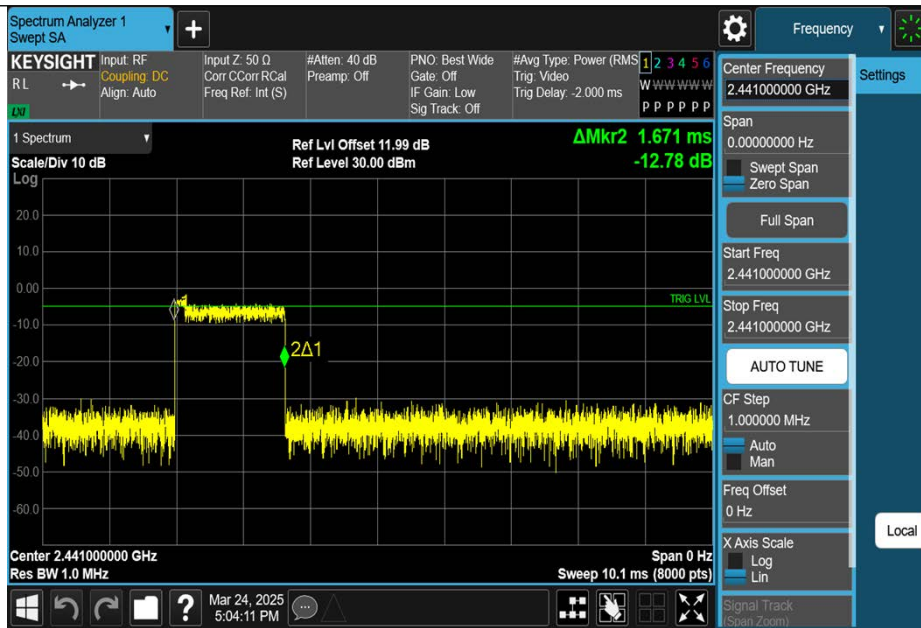 Spectrum Analyzer 1
Swept SA
Frequency
KEYSIGHT
R L
LXI
Input: RF
Coupling: DC
Align: Auto
Input Z: 50 Ω
Corr CCorr RCal
Freq Ref: Int (S)
#Atten: 40 dB
Preamp: Off
PNO: Best Wide
Gate: Off
IF Gain: Low
Sig Track: Off
#Avg Type: Power (RMS
Trig: Video
Trig Delay: -2.000 ms
1 2 3 4 5 6
W W W W W W
P P P P P P
1 Spectrum
Scale/Div 10 dB
Ref Lvl Offset 11.99 dB
Ref Level 30.00 dBm
ΔMkr2 1.671 ms
-12.78 dB
Log
20.0
10.0
0.00
-10.0
-20.0
-30.0
-40.0
-50.0
-60.0
TRIG LVL
2Δ1
Center 2.441000000 GHz
Res BW 1.0 MHz
Span 0 Hz
Sweep 10.1 ms (8000 pts)
Mar 24, 2025
5:04:11 PM
Center Frequency
2.441000000 GHz
Span
0.00000000 Hz
Swept Span
Zero Span
Full Span
Start Freq
2.441000000 GHz
Stop Freq
2.441000000 GHz
AUTO TUNE
CF Step
1.000000 MHz
Auto
Man
Freq Offset
0 Hz
X Axis Scale
Log
Lin
Signal Track
(Span Zoom)
Settings
Local